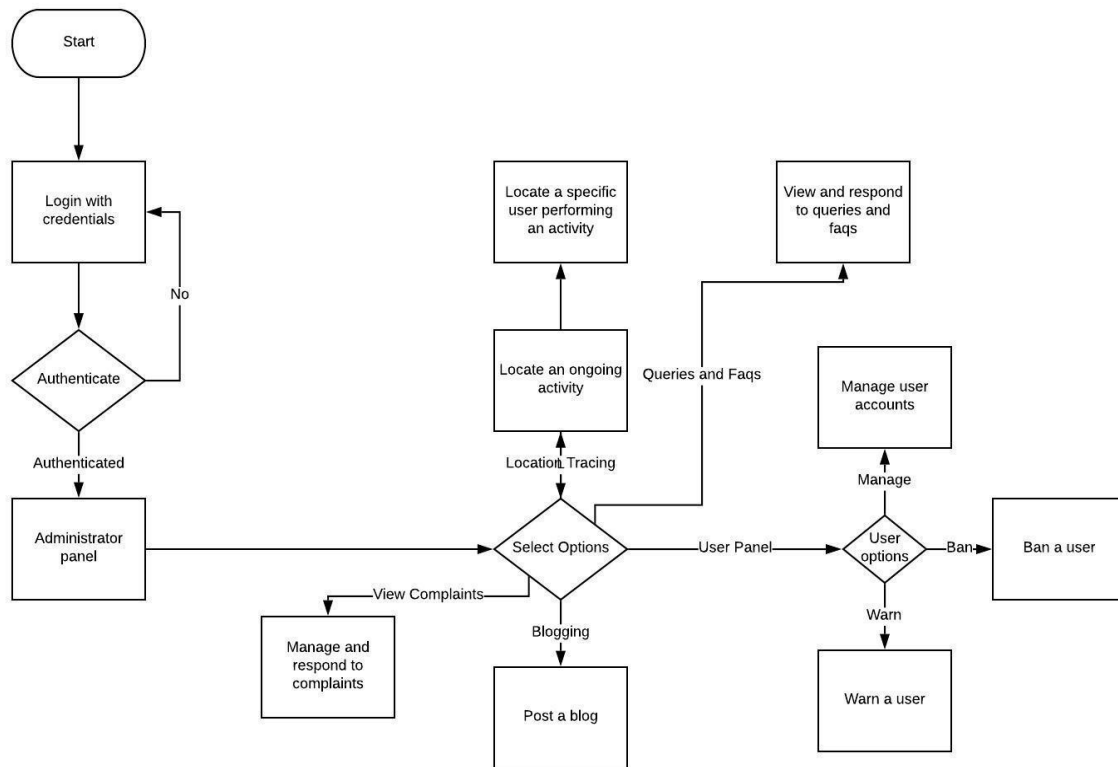 Start
Login with
credentials
No
Authenticate
Authenticated
Administrator
panel
Locate a specific
user performing
an activity
Locate an ongoing
activity
Location Tracing
Select Options
View and respond
to queries and
faqs
Queries and Faqs
View Complaints
Manage and
respond to
complaints
Blogging
Post a blog
User Panel
User
options
Manage
Manage user
accounts
Ban
Ban a user
Warn
Warn a user